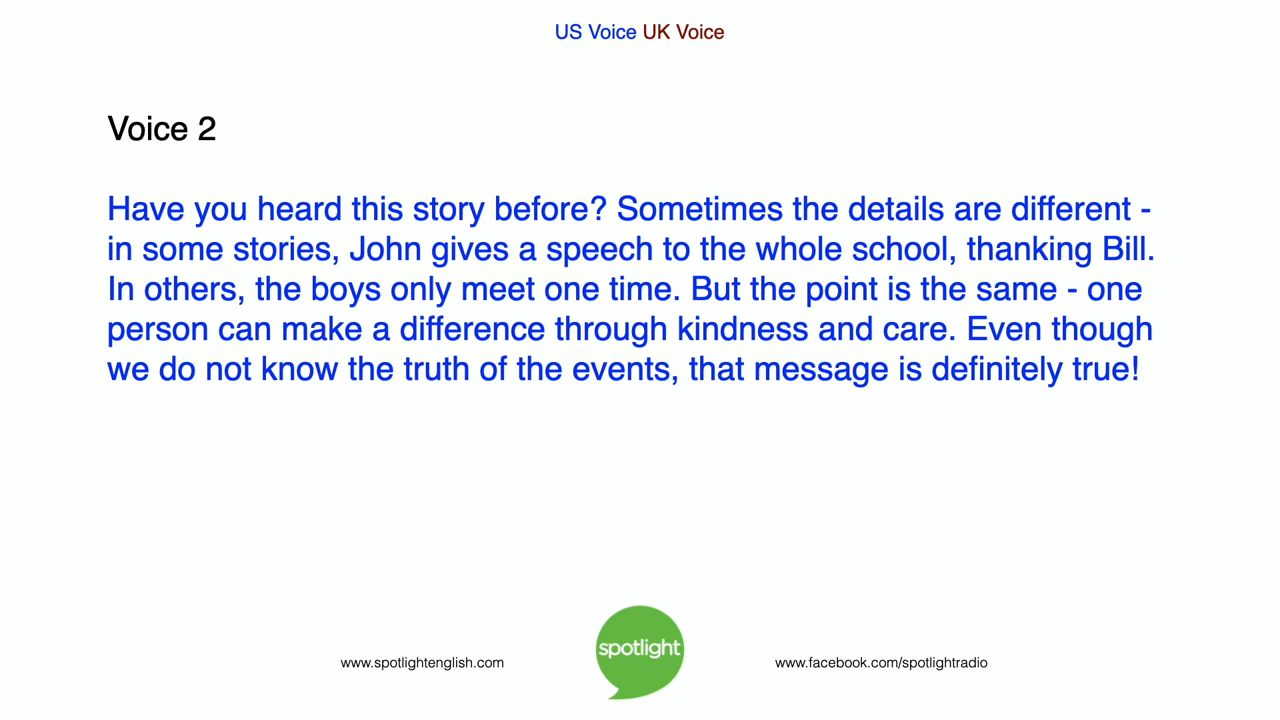 US Voice UK Voice
Voice 2
Have you heard this story before? Sometimes the details are different -
in some stories, John gives a speech to the whole school, thanking Bill.
In others, the boys only meet one time. But the point is the same - one
person can make a difference through kindness and care. Even though
we do not know the truth of the events, that message is definitely true!
spotlight
www.spotlightenglish.com
www.facebook.com/spotlightradio